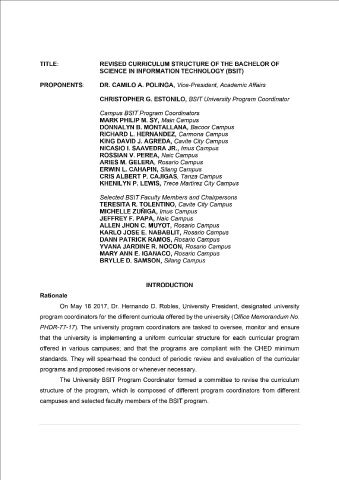 TITLE: REVISED CURRICULUM STRUCTURE OF THE BACHELOR OF
SCIENCE IN INFORMATION TECHNOLOGY (BSIT)
PROPONENTS: DR. CAMILO A. POLINGA, Vice-President, Academic Affairs
CHRISTOPHER G. ESTONILO, BSIT University Program Coordinator
Campus BSIT Program Coordinators
MARK PHILIP M. SY, Main Campus
DONNALYN B. MONTALLANA, Bacoor Campus
RICHARD L. HERNANDEZ, Carmona Campus
KING DAVID J. AGREDA, Cavite City Campus
NICASIO I. SAAVEDRA JR., Imus Campus
ROSSIAN V. PEREA, Naic Campus
ARIES M. GELERA, Rosario Campus
ERWIN L. CAHAPIN, Silang Campus
CRIS ALBERT P. CAJIGAS, Tanza Campus
KHENILYN P. LEWIS, Trece Martires City Campus
Selected BSIT Faculty Members and Chairpersons
TERESITA R. TOLENTINO, Cavite City Campus
MICHELLE ZUÑIGA, Imus Campus
JEFFREY F. PAPA, Naic Campus
ALLEN JHON C. MUYOT, Rosario Campus
KARLO JOSE E. NABABLIT, Rosario Campus
DANN PATRICK RAMOS, Rosario Campus
YVANA JARDINE R. NOCON, Rosario Campus
MARY ANN E. IGANACO, Rosario Campus
BRYLLE D. SAMSON, Silang Campus
INTRODUCTION
Rationale
On May 16 2017, Dr. Hernando D. Robles, University President, designated university
program coordinators for the different curricula offered by the university (Office Memorandum No.
PHDR-77-17). The university program coordinators are tasked to oversee, monitor and ensure
that the university is implementing a uniform curricular structure for each curricular program
offered in various campuses; and that the programs are compliant with the CHED minimum
standards. They will spearhead the conduct of periodic review and evaluation of the curricular
programs and proposed revisions or whenever necessary.
The University BSIT Program Coordinator formed a committee to revise the curriculum
structure of the program, which is composed of different program coordinators from different
campuses and selected faculty members of the BSIT program.